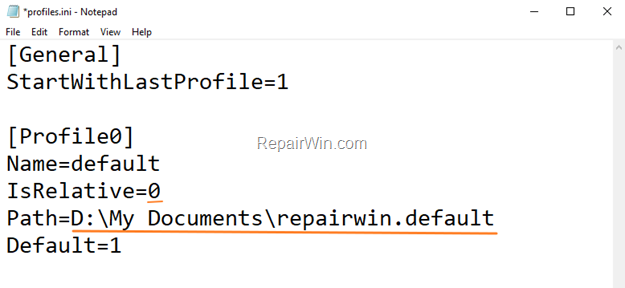 *profiles.ini - Notepad
File Edit Format View Help
[General]
StartWithLastProfile=1
[Profile0]
RepairWin.com
Name=default
IsRelative=0
Path=D:\My Documents\repairwin.default
Default=1